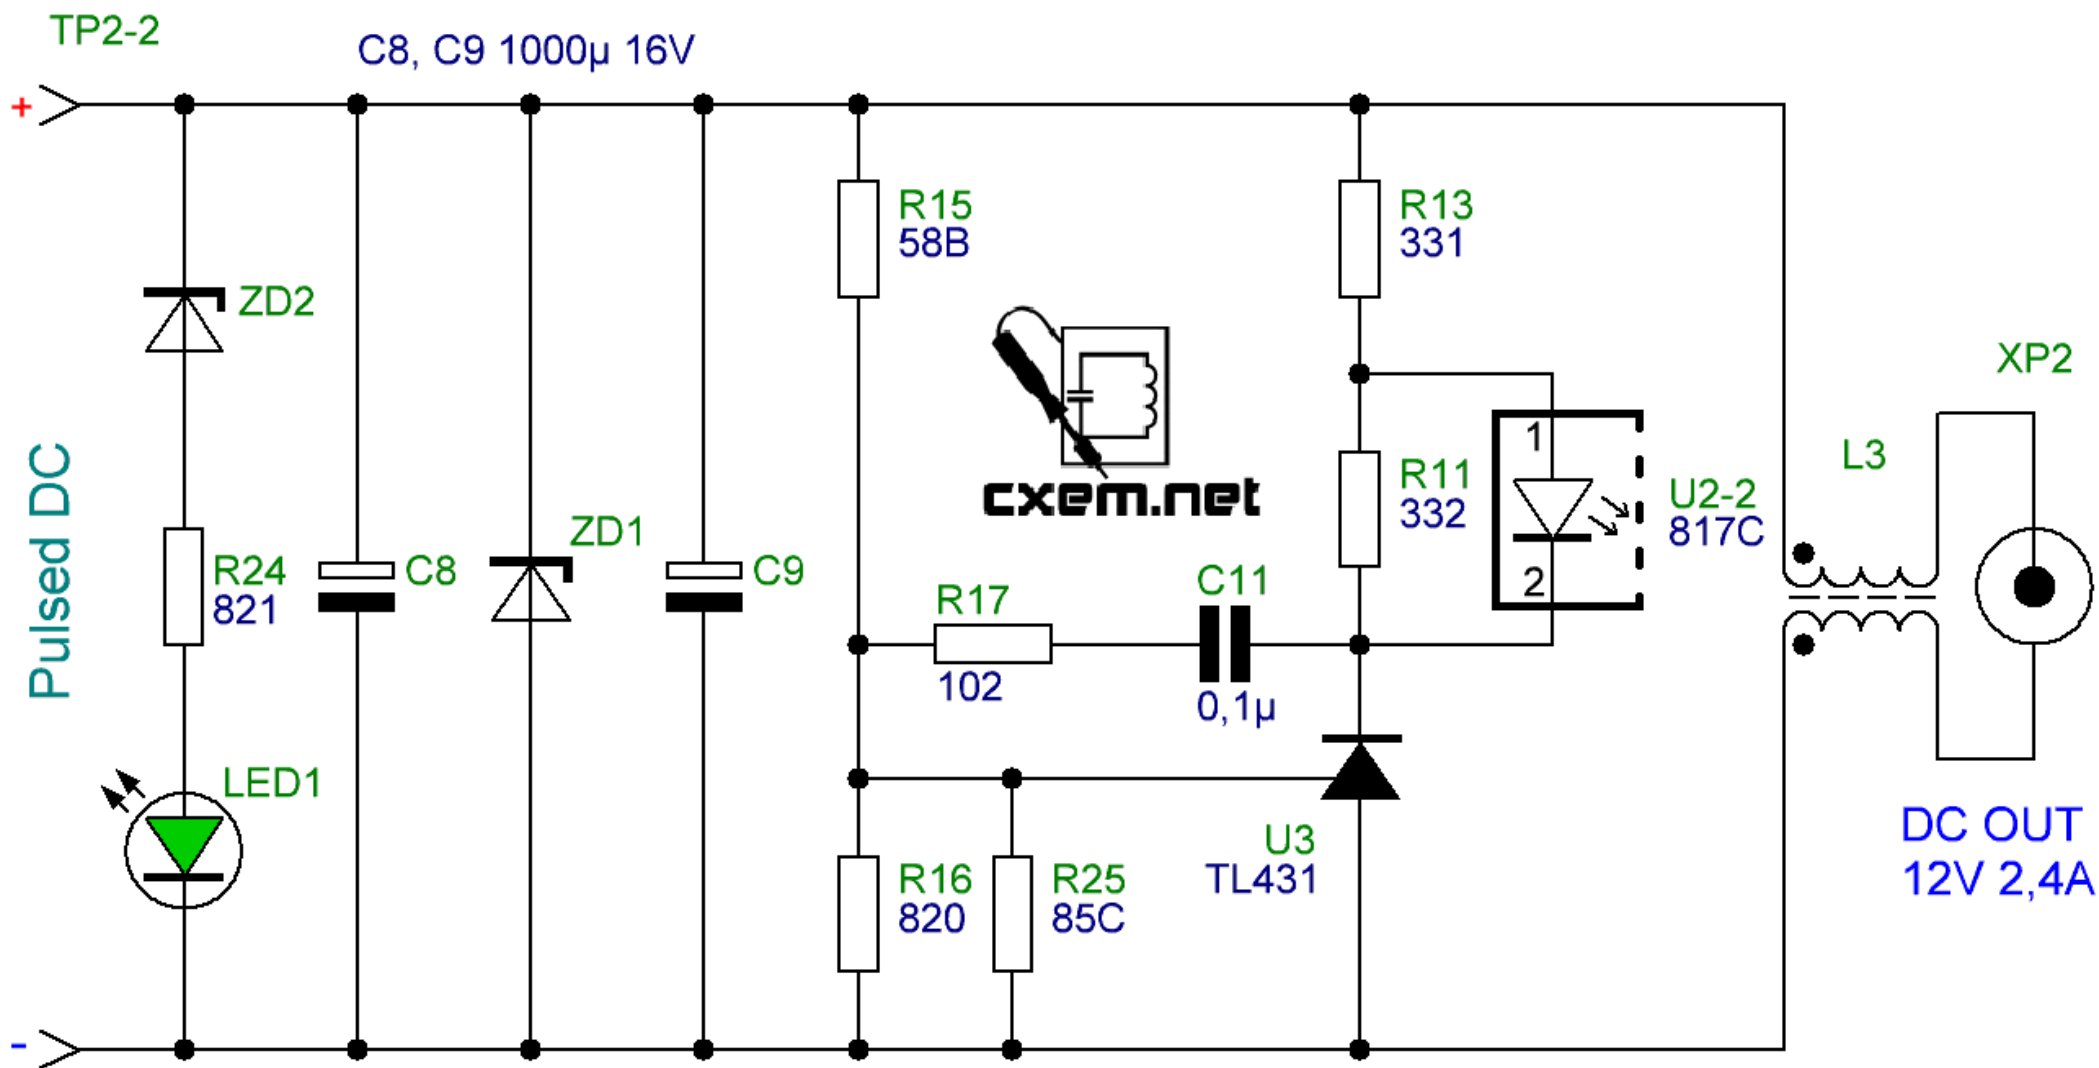 TP2-2
C8, C9 1000µ 16V
+
R15
58B
R13
331
ZD2
XP2
Pulsed DC
cxem.net
1
R11
332
U2-2
817C
L3
ZD1
R24
821
C8
C9
2
R17
102
C11
0,1µ
LED1
U3
TL431
DC OUT
12V 2,4A
R16
820
R25
85C
-